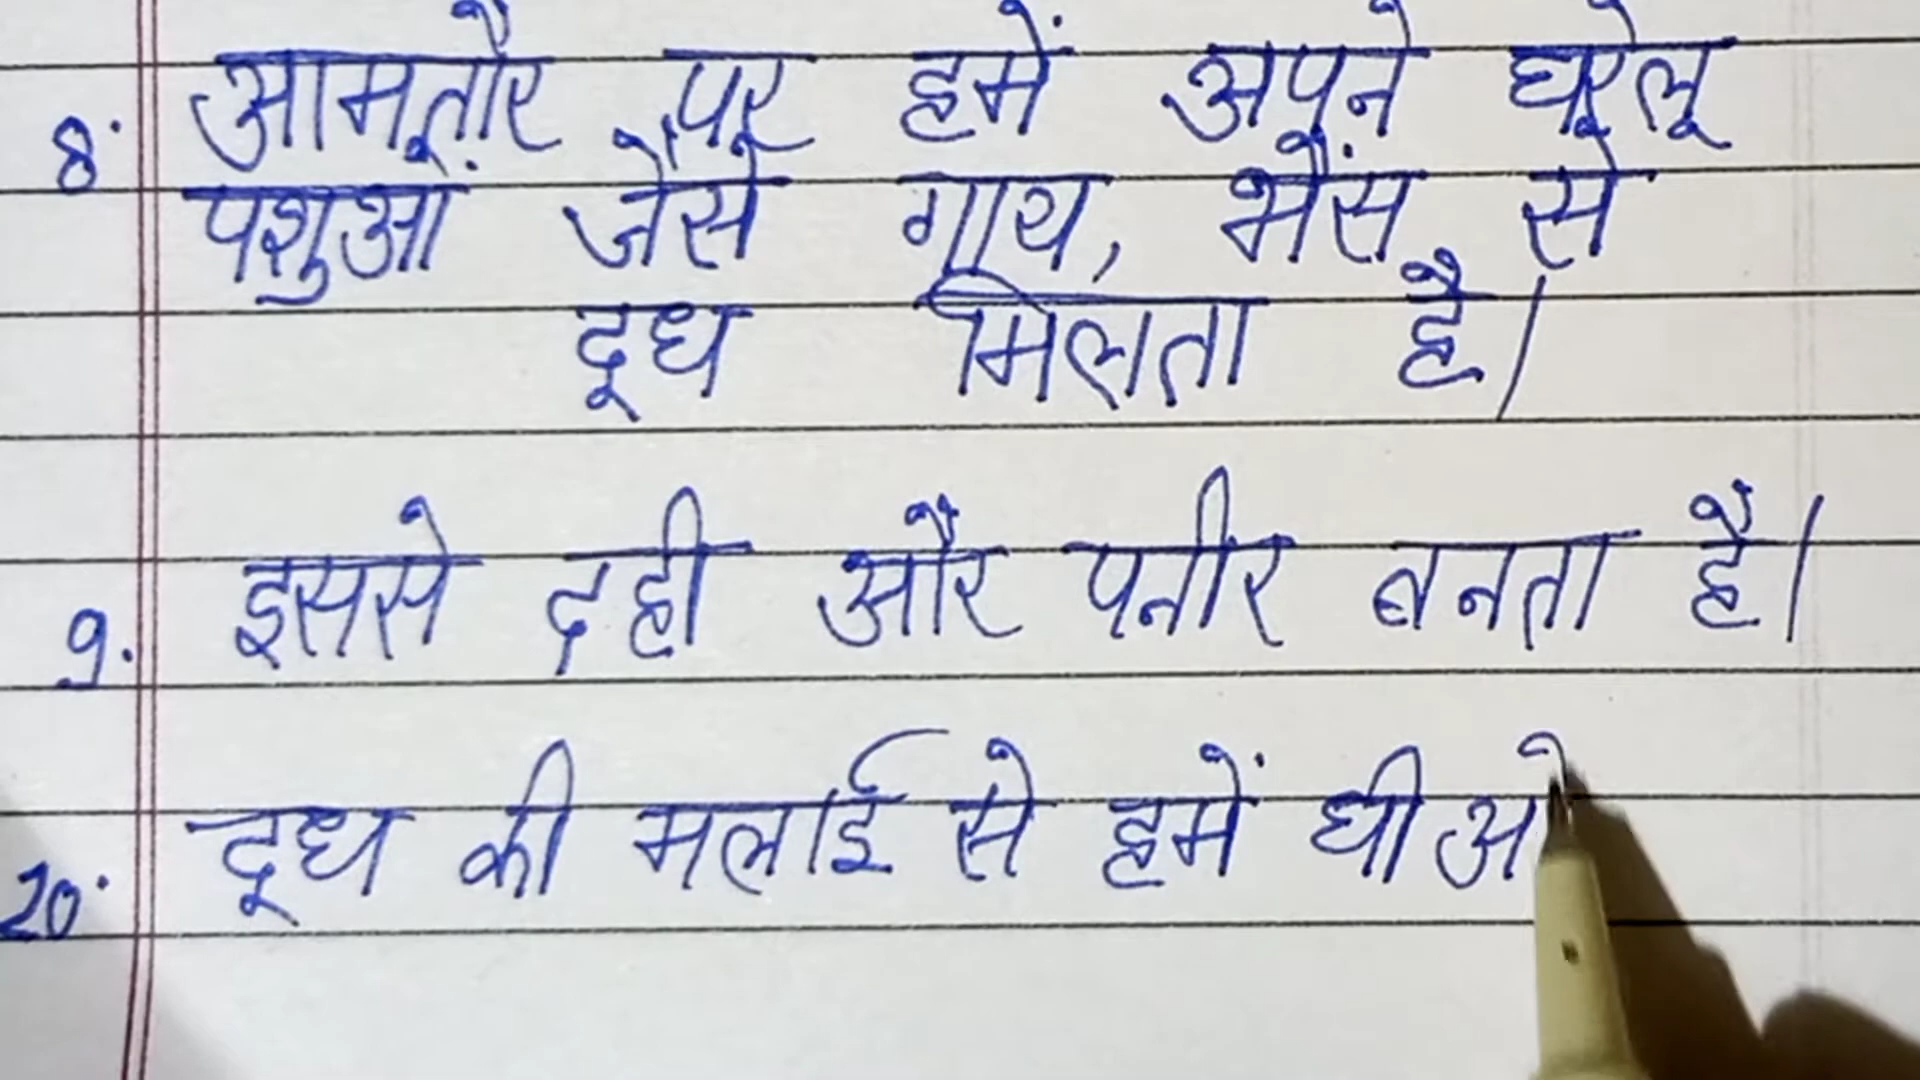 8. आमतौर पर हमें अपने घरेलू
पशुओं जैसे गाय, भैंस से
दूध मिलता है।
9. इससे दही और पनीर बनता है।
20. दूध की मलाई से हमें घी